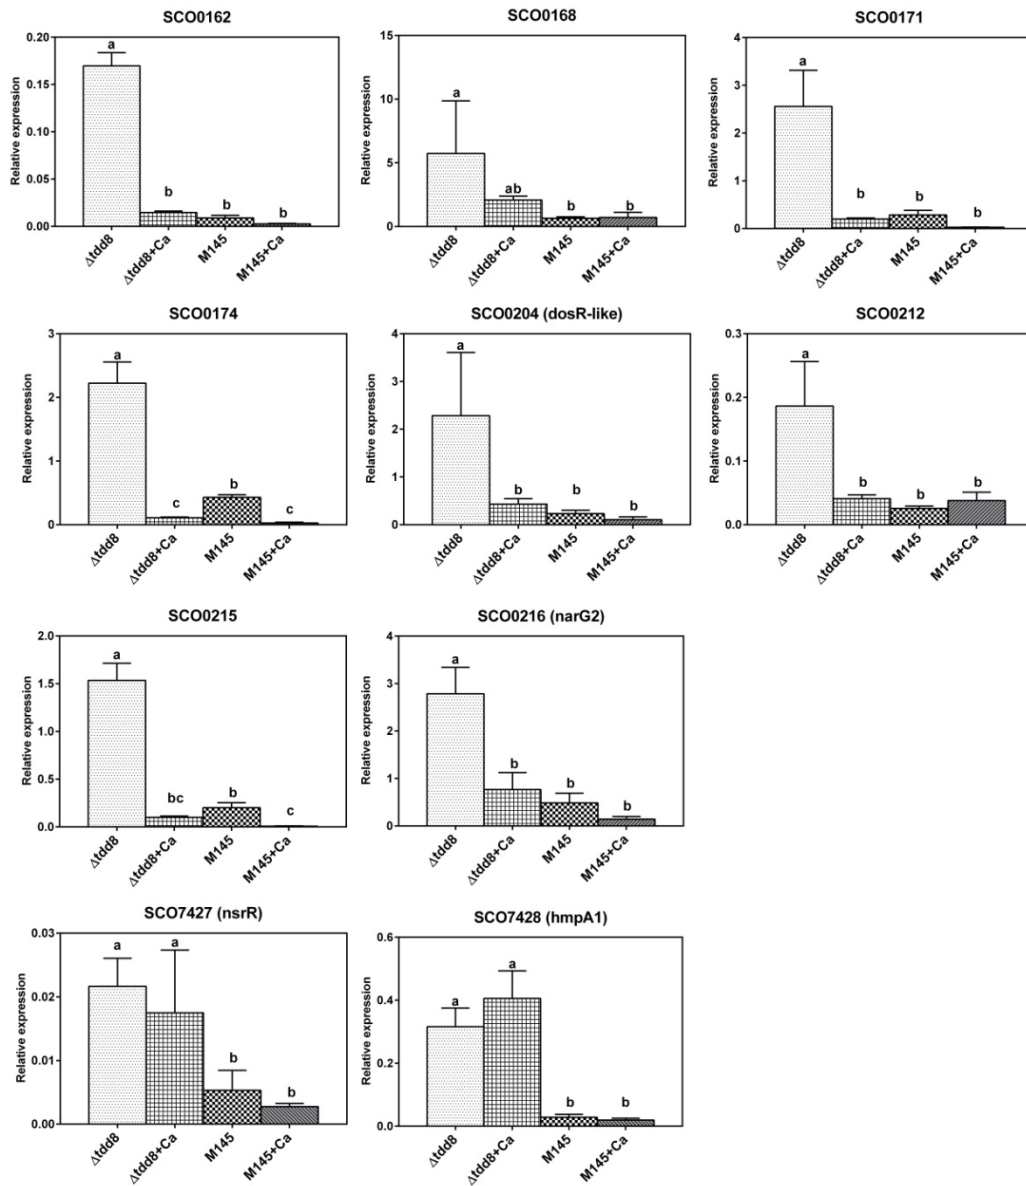 SCO0162
Relative expression
0.20
0.15
0.10
0.05
0.00
a
b
b
b
Δtdd8
Δtdd8+Ca
M145
M145+Ca
SCO0168
Relative expression
15
10
5
0
a
ab
b
b
Δtdd8
Δtdd8+Ca
M145
M145+Ca
SCO0171
Relative expression
4
3
2
1
0
a
b
b
b
Δtdd8
Δtdd8+Ca
M145
M145+Ca
SCO0174
Relative expression
3
2
1
0
a
c
b
c
Δtdd8
Δtdd8+Ca
M145
M145+Ca
SCO0204 (dosR-like)
Relative expression
4
3
2
1
0
a
b
b
b
Δtdd8
Δtdd8+Ca
M145
M145+Ca
SCO0212
Relative expression
0.3
0.2
0.1
0.0
a
b
b
b
Δtdd8
Δtdd8+Ca
M145
M145+Ca
SCO0215
Relative expression
2.0
1.5
1.0
0.5
0.0
a
bc
b
c
Δtdd8
Δtdd8+Ca
M145
M145+Ca
SCO0216 (narG2)
Relative expression
4
3
2
1
0
a
b
b
b
Δtdd8
Δtdd8+Ca
M145
M145+Ca
SCO7427 (nsrR)
Relative expression
0.03
0.02
0.01
0.00
a
a
b
b
Δtdd8
Δtdd8+Ca
M145
M145+Ca
SCO7428 (hmpA1)
Relative expression
0.6
0.4
0.2
0.0
a
a
b
b
Δtdd8
Δtdd8+Ca
M145
M145+Ca